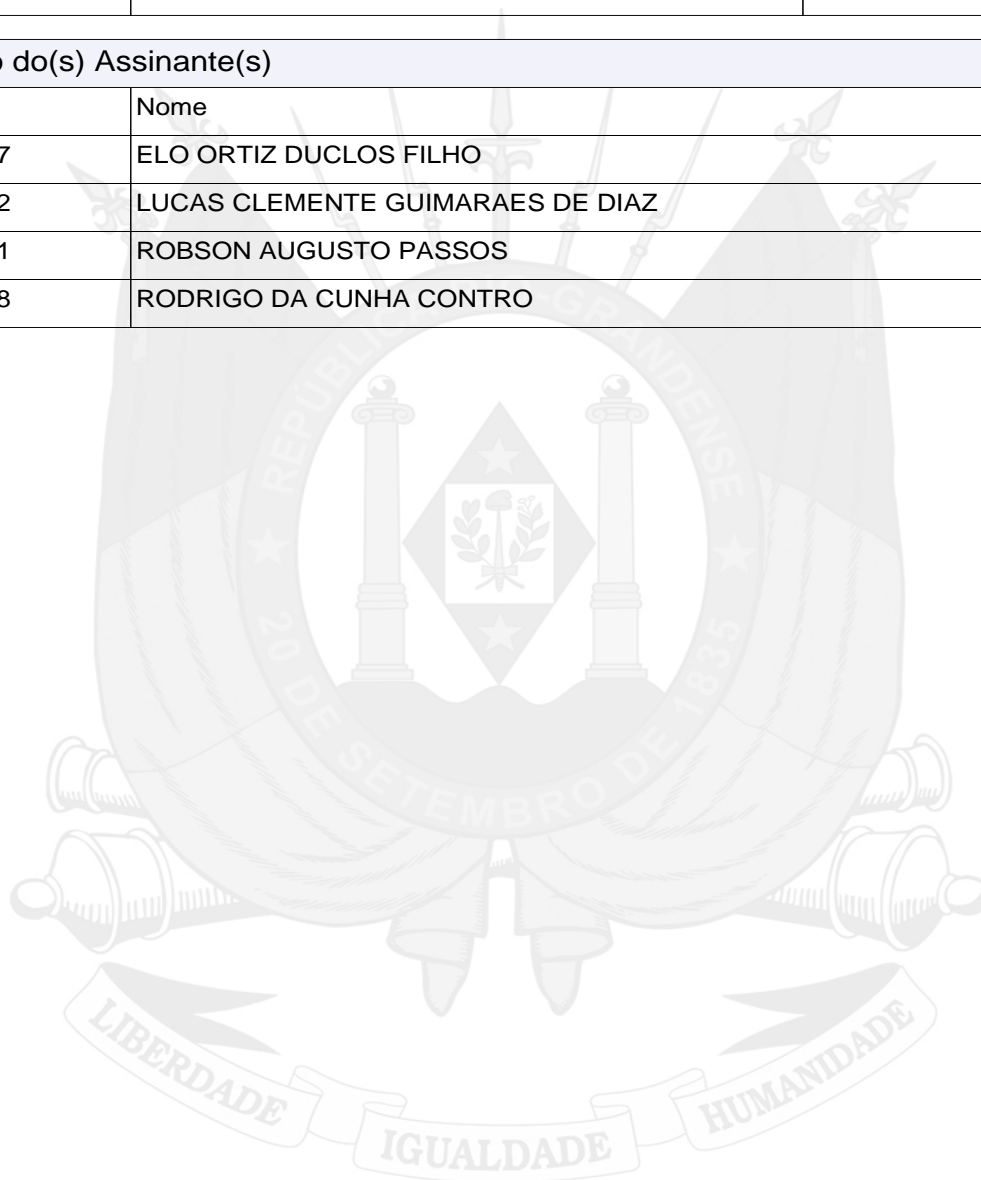 o do(s) Assinante(s)
Nome
7 ELO ORTIZ DUCLOS FILHO
2 LUCAS CLEMENTE GUIMARAES DE DIAZ
1 ROBSON AUGUSTO PASSOS
8 RODRIGO DA CUNHA CONTRO
REPÚBLICA RIO-GRANDENSE
20 DE SETEMBRO DE 1835
LIBERDADE IGUALDADE HUMANIDADE